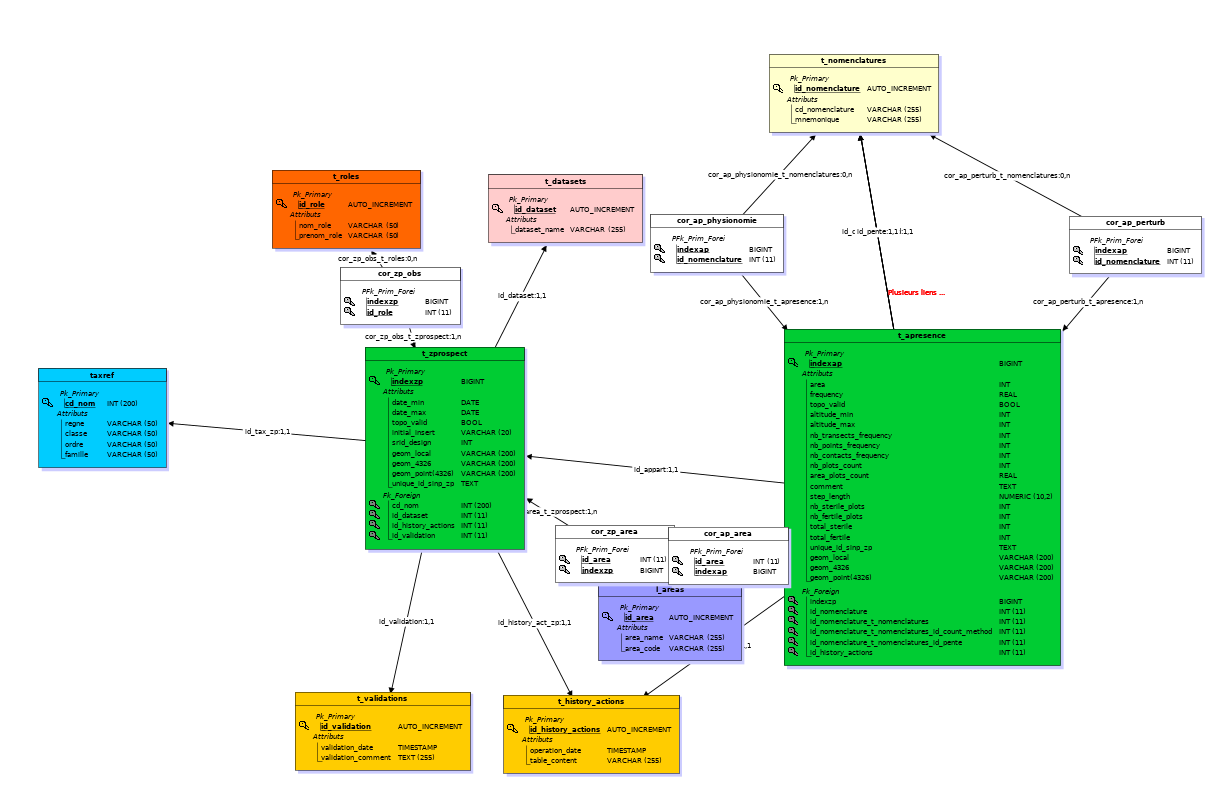 t_nomenclatures
Pk_Primary
id_nomenclature AUTO_INCREMENT
Attributs
cd_nomenclature VARCHAR (255)
mnemonique VARCHAR (255)
t_roles
Pk_Primary
id_role AUTO_INCREMENT
Attributs
nom_role VARCHAR (50)
prenom_role VARCHAR (50)
t_datasets
Pk_Primary
id_dataset AUTO_INCREMENT
Attributs
dataset_name VARCHAR (255)
cor_ap_physionomie_t_nomenclatures:0,n
cor_ap_perturb_t_nomenclatures:0,n
cor_ap_physionomie
PFk_Prim_Forei
indexap BIGINT
id_nomenclature INT (11)
cor_ap_perturb
PFk_Prim_Forei
indexap BIGINT
id_nomenclature INT (11)
id_pente:1,1
cor_zp_obs_t_roles:0,n
cor_zp_obs
PFk_Prim_Forei
indexzp BIGINT
id_role INT (11)
cor_zp_obs_t_zprospect:1,n
id_dataset:1,1
Plusieurs liens ...
cor_ap_physionomie_t_apresence:1,n
cor_ap_perturb_t_apresence:1,n
taxref
Pk_Primary
cd_nom INT (200)
Attributs
regne VARCHAR (50)
classe VARCHAR (50)
ordre VARCHAR (50)
famille VARCHAR (50)
id_tax_zp:1,1
t_zprospect
Pk_Primary
indexzp BIGINT
Attributs
date_min DATE
date_max DATE
topo_valid BOOL
initial_insert VARCHAR (20)
srid_design INT
geom_local VARCHAR (200)
geom_4326 VARCHAR (200)
geom_point(4326) VARCHAR (200)
unique_id_sinp_zp TEXT
Fk_Foreign
cd_nom INT (200)
id_dataset INT (11)
id_history_actions INT (11)
id_validation INT (11)
t_apresence
Pk_Primary
indexap BIGINT
Attributs
area INT
frequency REAL
topo_valid BOOL
altitude_min INT
altitude_max INT
nb_transects_frequency INT
nb_points_frequency INT
nb_contacts_frequency INT
nb_plots_count INT
area_plots_count REAL
comment TEXT
step_length NUMERIC (10,2)
nb_sterile_plots INT
nb_fertile_plots INT
total_sterile INT
total_fertile INT
unique_id_sinp_zp TEXT
geom_local VARCHAR (200)
geom_4326 VARCHAR (200)
geom_point(4326) VARCHAR (200)
Fk_Foreign
indexzp BIGINT
id_nomenclature INT (11)
id_nomenclature_t_nomenclatures INT (11)
id_nomenclature_t_nomenclatures_id_count_method INT (11)
id_nomenclature_t_nomenclatures_id_pente INT (11)
id_history_actions INT (11)
id_appart:1,1
area_t_zprospect:1,n
cor_zp_area
PFk_Prim_Forei
id_area INT (11)
indexzp BIGINT
cor_ap_area
PFk_Prim_Forei
id_area INT (11)
indexap BIGINT
l_areas
Pk_Primary
id_area AUTO_INCREMENT
Attributs
area_name VARCHAR (255)
area_code VARCHAR (255)
id_validation:1,1
id_history_act_zp:1,1
,1
t_validations
Pk_Primary
id_validation AUTO_INCREMENT
Attributs
validation_date TIMESTAMP
validation_comment TEXT (255)
t_history_actions
Pk_Primary
id_history_actions AUTO_INCREMENT
Attributs
operation_date TIMESTAMP
table_content VARCHAR (255)